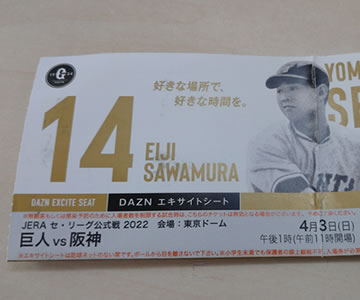 G
YOM
SE
好きな場所で、
好きな時間を。
14
EIJI
SAWAMURA
DAZN EXCITE SEAT
DAZN エキサイトシート
JERA セ・リーグ公式戦 2022 会場:東京ドーム
4月3日(日)
巨人 vs 阪神
午後1時(午前11時開場)